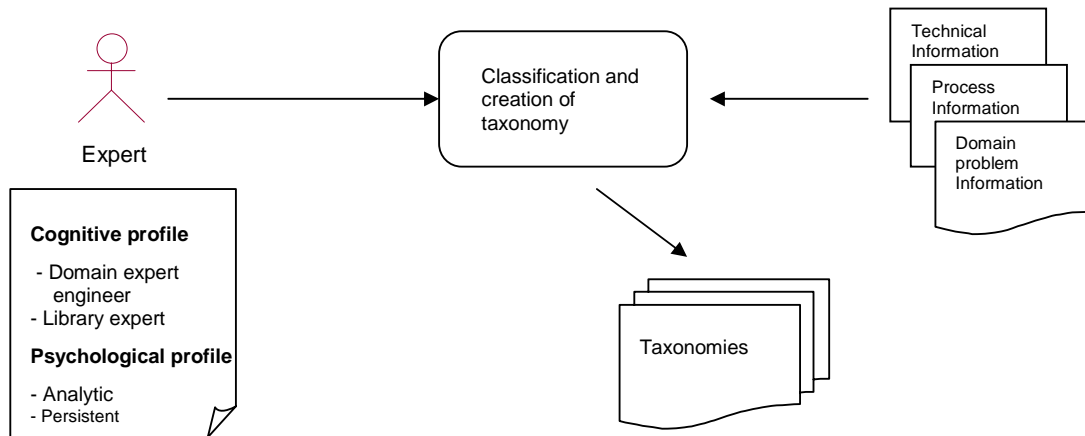 Expert
Cognitive profile
- Domain expert
engineer
- Library expert
Psychological profile
- Analytic
- Persistent
Classification and
creation of
taxonomy
Taxonomies
Technical
Information
Process
Information
Domain
problem
Information